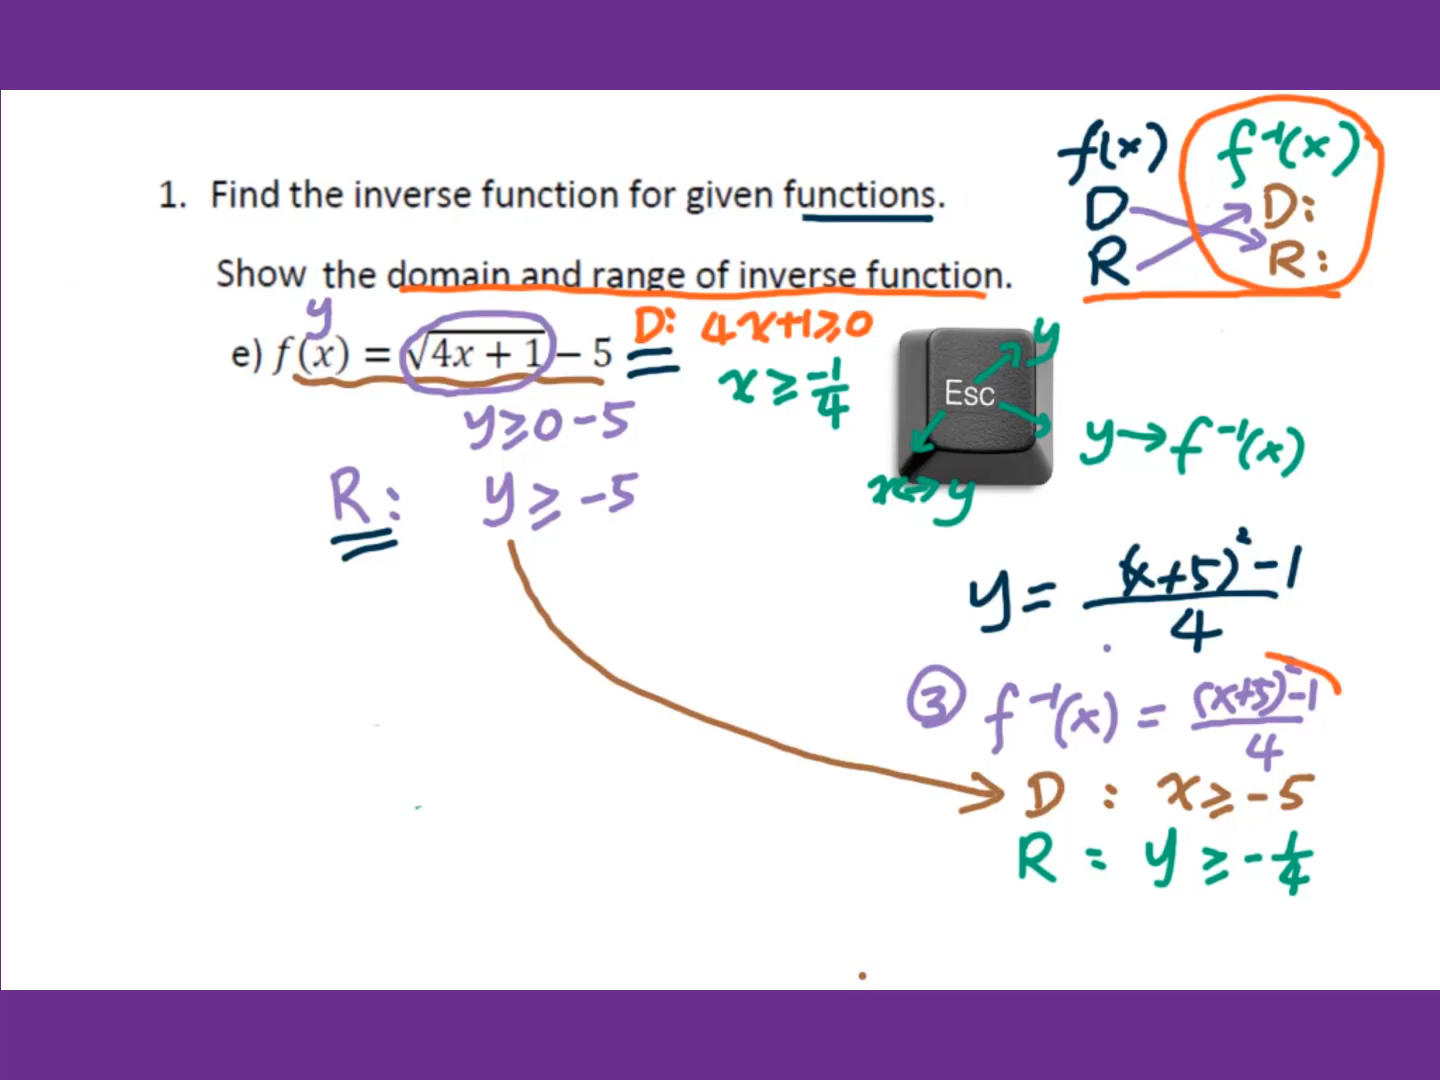 f(x) f⁻¹(x)
D D:
R R:
1. Find the inverse function for given functions.
Show the domain and range of inverse function.
y
e) f(x) = √4x + 1 − 5 D: 4x+1≥0
x ≥ -1/4
y≥0-5
R: y ≥ -5
Esc
y
x↔y
y→f⁻¹(x)
y = (x+5)²-1 / 4
③ f⁻¹(x) = (x+5)²-1 / 4
D : x≥-5
R = y ≥ -1/4